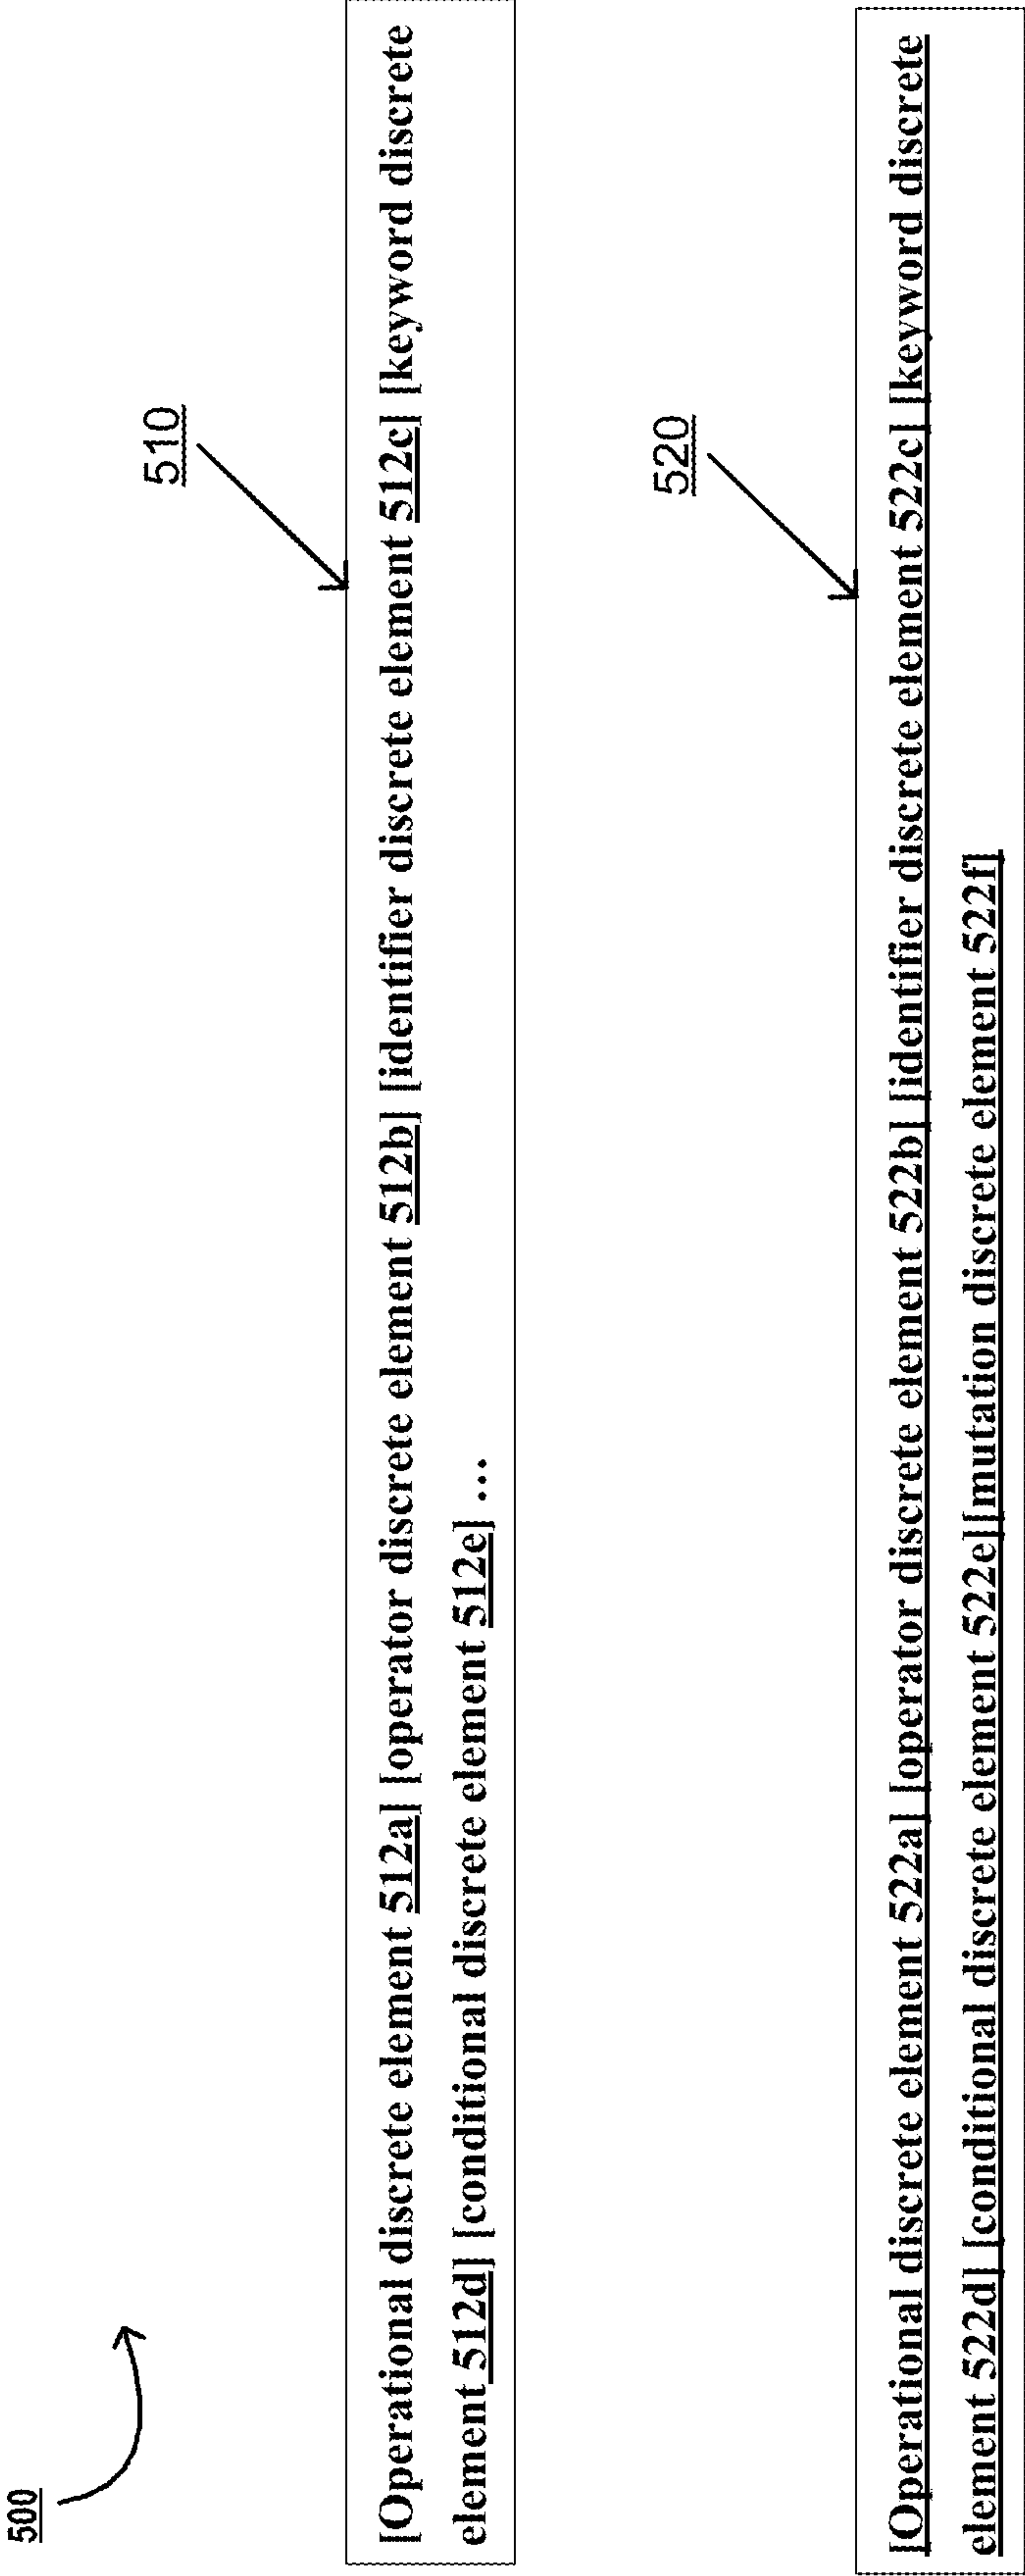 500
510
[Operational discrete element 512a] [operator discrete element 512b] [identifier discrete element 512c] [keyword discrete
element 512d] [conditional discrete element 512e] ...
520
[Operational discrete element 522a] [operator discrete element 522b] [identifier discrete element 522c] [keyword discrete
element 522d] [conditional discrete element 522e][mutation discrete element 522f]